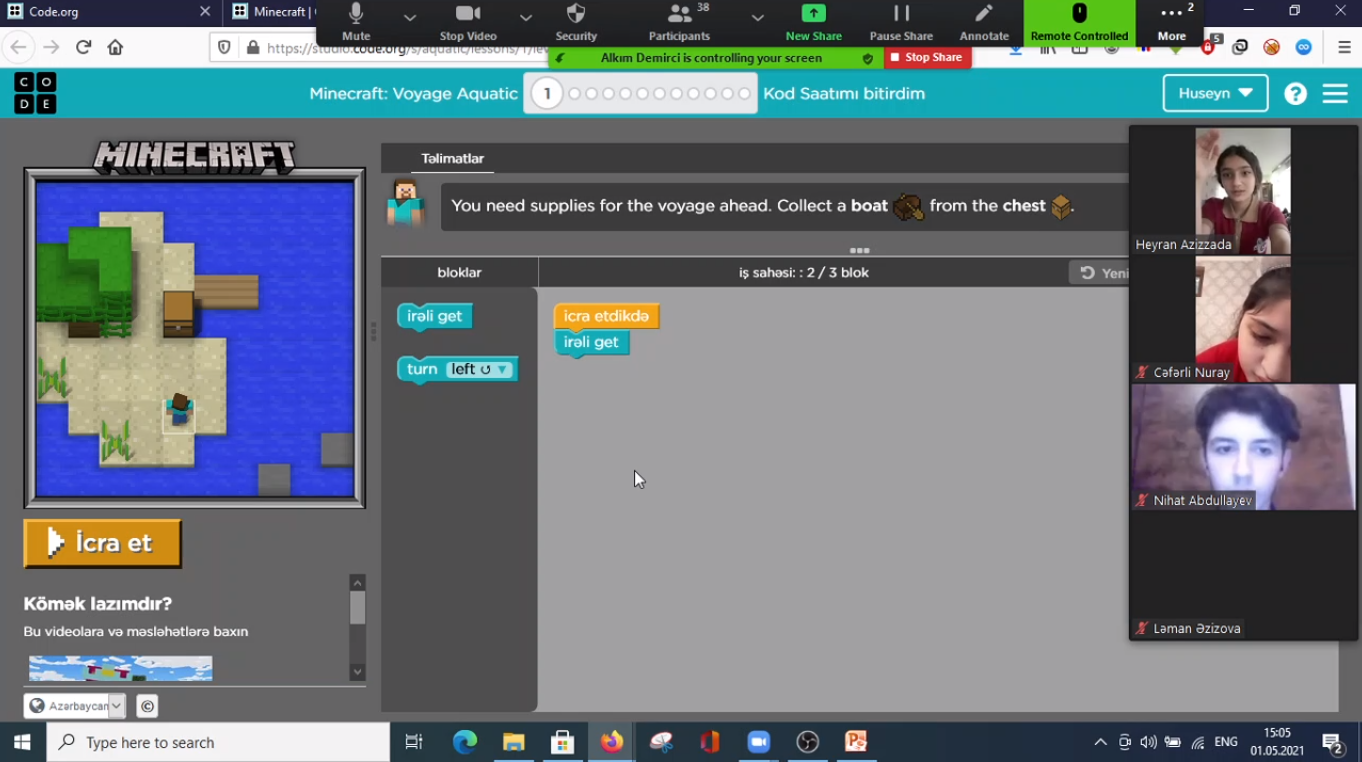 Code.org
Minecraft |
Mute
Stop Video
Security
38
Participants
New Share
Pause Share
Annotate
Remote Controlled
2
More
https://studio.code.org/s/aquatic/lessons/1/lev
Alkım Demirci is controlling your screen
Stop Share
5
CODE
Minecraft: Voyage Aquatic
1
Kod Saatımı bitirdim
Huseyn
?
MINECRAFT
Təlimatlar
You need supplies for the voyage ahead. Collect a boat from the chest .
bloklar
iş sahəsi: : 2 / 3 blok
Yeni
irəli get
turn left
icra etdikdə
irəli get
Heyran Azizzada
Cəfərli Nuray
Nihat Abdullayev
Ləman Əzizova
İcra et
Kömək lazımdır?
Bu videolara və məsləhətlərə baxın
Azərbaycan
©
Type here to search
ENG
15:05
01.05.2021
2